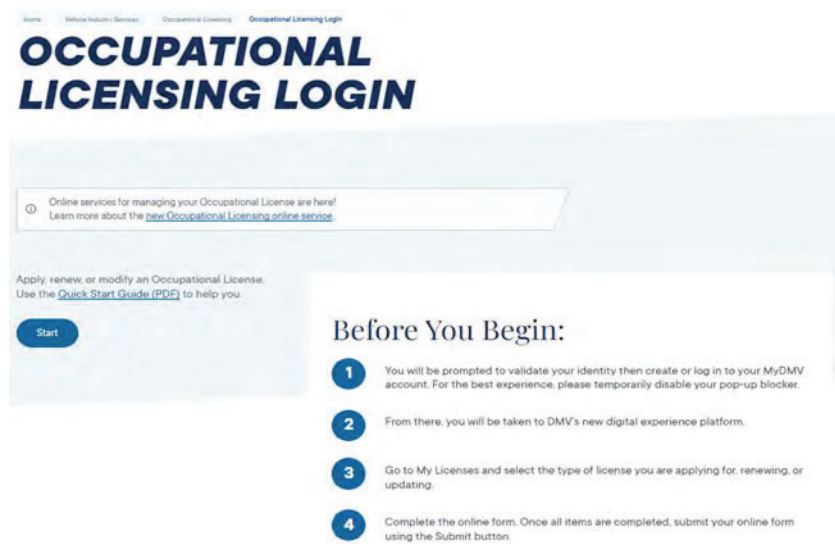 Home Vehicle Industry Services Occupational Licensing Occupational Licensing Login
OCCUPATIONAL
LICENSING LOGIN
Online services for managing your Occupational License are here!
Learn more about the new Occupational Licensing online service.
Apply, renew, or modify an Occupational License.
Use the Quick Start Guide (PDF) to help you.
Start
Before You Begin:
1 You will be prompted to validate your identity then create or log in to your MyDMV
account. For the best experience, please temporarily disable your pop-up blocker.
2 From there, you will be taken to DMV's new digital experience platform.
3 Go to My Licenses and select the type of license you are applying for, renewing, or
updating.
4 Complete the online form. Once all items are completed, submit your online form
using the Submit button.